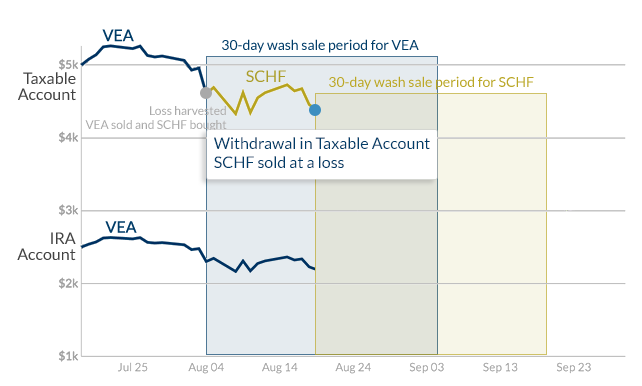 VEA
30-day wash sale period for VEA
$5k
Taxable
Account
SCHF
30-day wash sale period for SCHF
Loss harvested
VEA sold and SCHF bought
$4k
Withdrawal in Taxable Account
SCHF sold at a loss
$3k
VEA
IRA
Account
$2k
$1k
Jul 25
Aug 04
Aug 14
Aug 24
Sep 03
Sep 13
Sep 23